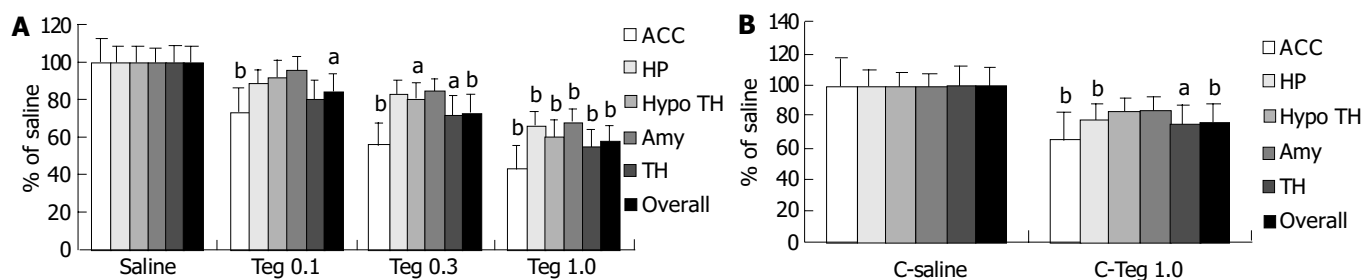 A
% of saline
120
100
80
60
40
20
0
b
a
b
a
a
b
b
b
b
b
b
b
Saline
Teg 0.1
Teg 0.3
Teg 1.0
ACC
HP
Hypo TH
Amy
TH
Overall
B
% of saline
140
120
100
80
60
40
20
0
b
b
a
b
C-saline
C-Teg 1.0
ACC
HP
Hypo TH
Amy
TH
Overall